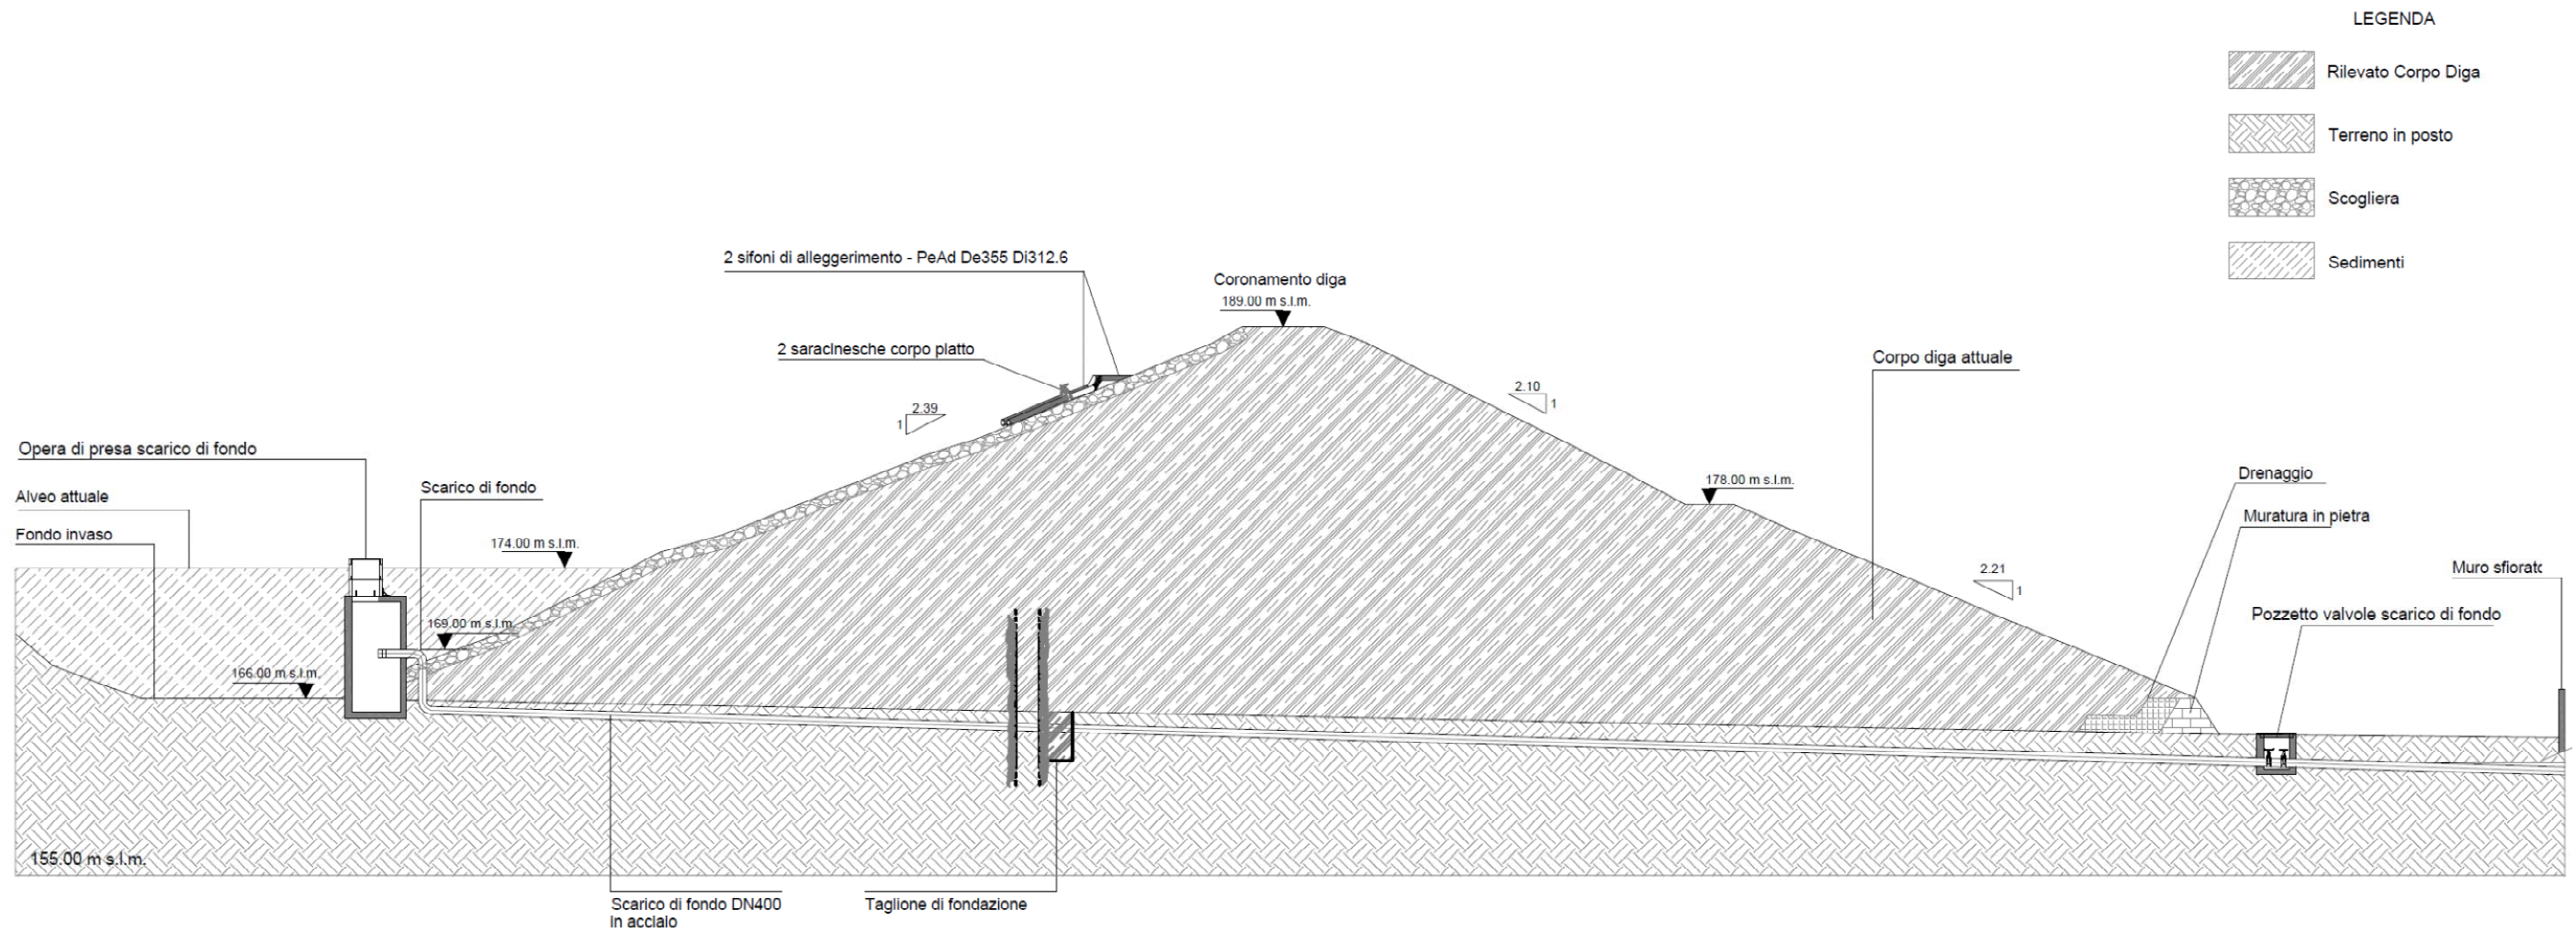 LEGENDA
Rilevato Corpo Diga
Terreno in posto
Scogliera
Sedimenti
2 sifoni di alleggerimento - PeAd De355 Di312.6
Coronamento diga
189.00 m s.l.m.
2 saracinesche corpo piatto
Corpo diga attuale
2.10
1
2.39
1
Opera di presa scarico di fondo
Scarico di fondo
Alveo attuale
Fondo invaso
174.00 m s.l.m.
178.00 m s.l.m.
Drenaggio
Muratura in pietra
2.21
1
Muro sfiorato
Pozzetto valvole scarico di fondo
169.00 m s.l.m.
166.00 m s.l.m.
155.00 m s.l.m.
Scarico di fondo DN400
in acciaio
Taglione di fondazione